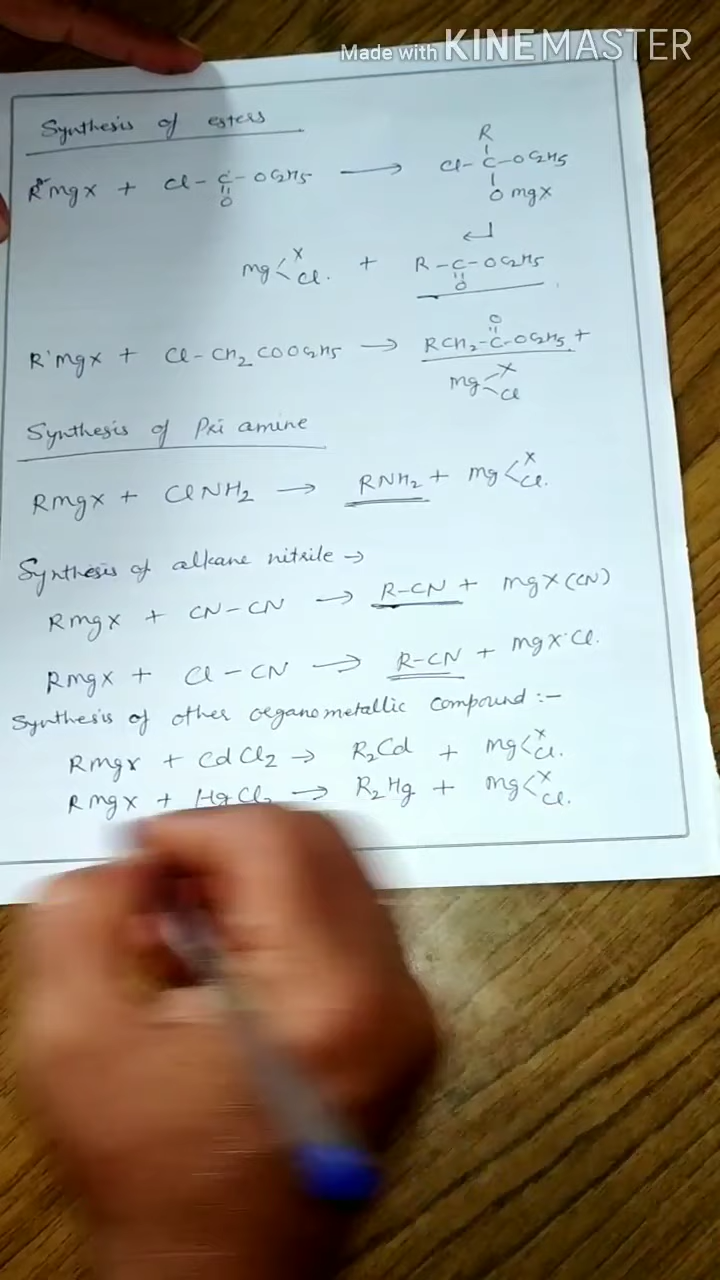 Made with KINEMASTER
Synthesis of esters
Rmgx + Cl-C-OC2H5 → Cl-C-OC2H5
O
R
O mgx
mg<x Cl. + R-C-OC2H5
O
R'mgx + Cl-CH2COOC2H5 → RCH2-C-OC2H5 +
O
mg<x Cl
Synthesis of Pri amine
Rmgx + ClNH2 → RNH2 + mg<x Cl.
Synthesis of alkane nitrile →
Rmgx + CN-CN → R-CN + mgx(CN)
Rmgx + Cl-CN → R-CN + mgx·Cl.
Synthesis of other organometallic compound:-
Rmgx + CdCl2 → R2Cd + mg<x Cl.
Rmgx + HgCl2 → R2Hg + mg<x Cl.